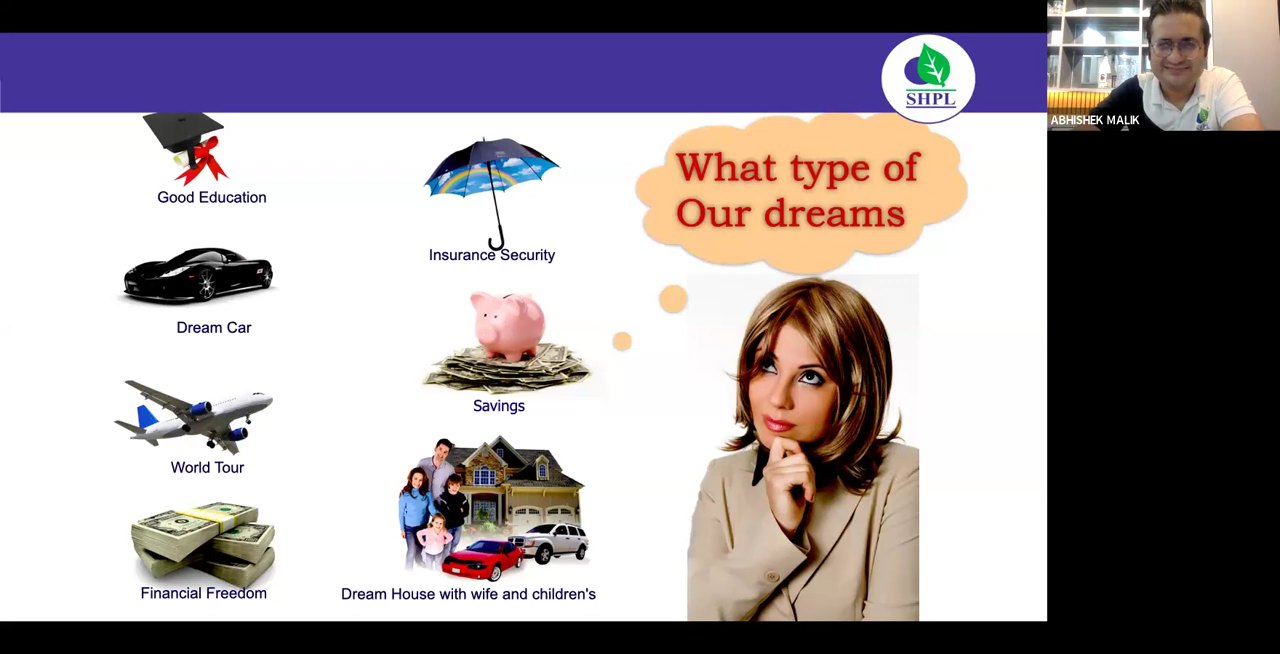 SHPL
ABHISHEK MALIK
What type of
Our dreams
Good Education
Insurance Security
Dream Car
Savings
World Tour
Financial Freedom
Dream House with wife and children's